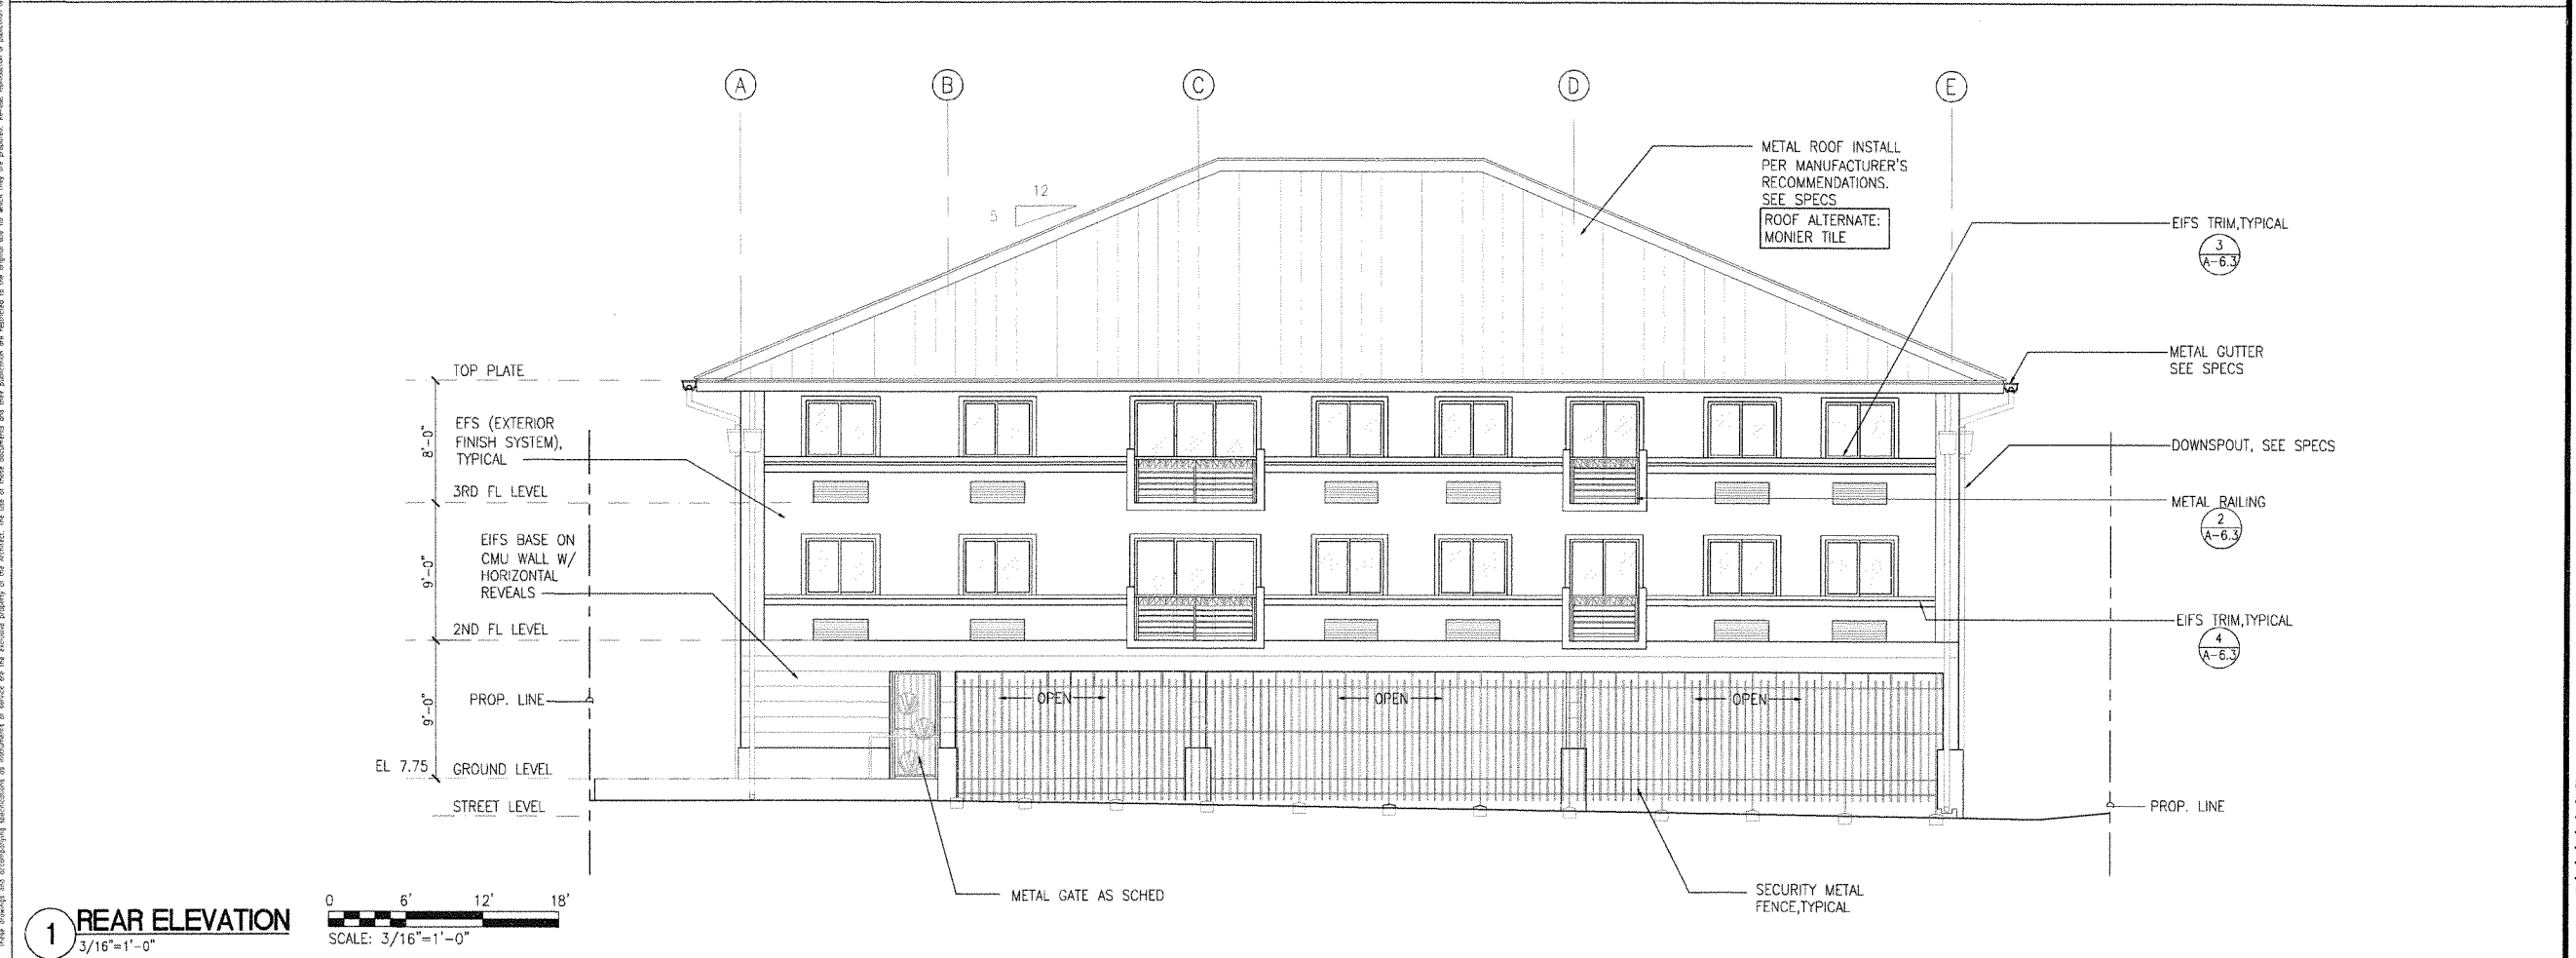 A
B
C
D
E
12
5
METAL ROOF INSTALL
PER MANUFACTURER'S
RECOMMENDATIONS.
SEE SPECS
ROOF ALTERNATE:
MONIER TILE
EIFS TRIM,TYPICAL
3
A-6.3
METAL GUTTER
SEE SPECS
DOWNSPOUT, SEE SPECS
METAL RAILING
2
A-6.3
EIFS TRIM,TYPICAL
4
A-6.3
PROP. LINE
TOP PLATE
8'-0"
EFS (EXTERIOR
FINISH SYSTEM),
TYPICAL
3RD FL LEVEL
9'-0"
EIFS BASE ON
CMU WALL W/
HORIZONTAL
REVEALS
2ND FL LEVEL
9'-0"
PROP. LINE
EL 7.75 GROUND LEVEL
STREET LEVEL
OPEN
OPEN
OPEN
METAL GATE AS SCHED
SECURITY METAL
FENCE,TYPICAL
1 REAR ELEVATION
3/16"=1'-0"
0 6' 12' 18'
SCALE: 3/16"=1'-0"